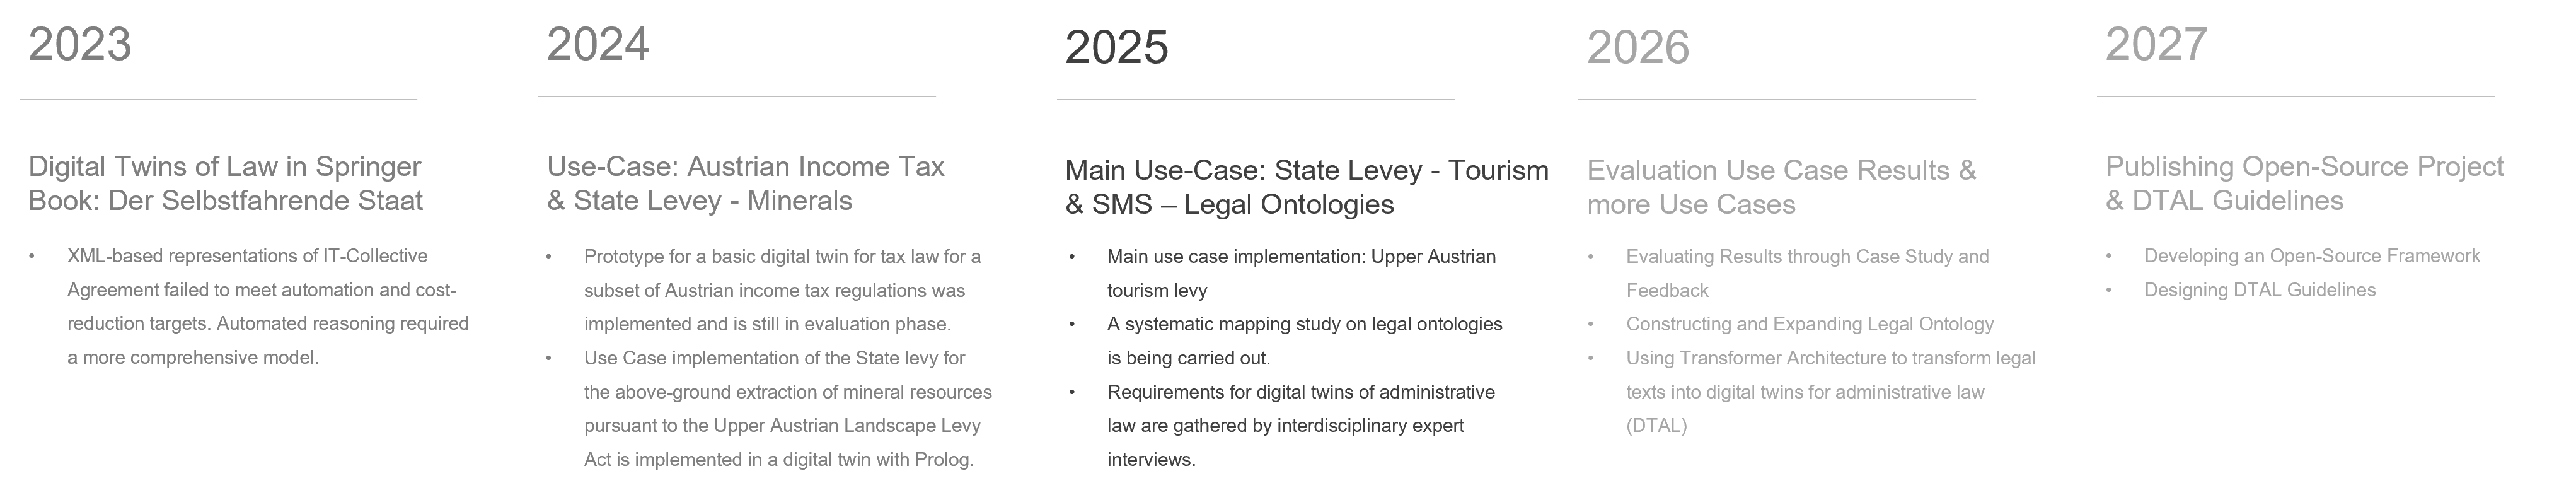 2023
Digital Twins of Law in Springer
Book: Der Selbstfahrende Staat
• XML-based representations of IT-Collective
Agreement failed to meet automation and cost-
reduction targets. Automated reasoning required
a more comprehensive model.
2024
Use-Case: Austrian Income Tax
& State Levey - Minerals
• Prototype for a basic digital twin for tax law for a
subset of Austrian income tax regulations was
implemented and is still in evaluation phase.
• Use Case implementation of the State levy for
the above-ground extraction of mineral resources
pursuant to the Upper Austrian Landscape Levy
Act is implemented in a digital twin with Prolog.
2025
Main Use-Case: State Levey - Tourism
& SMS – Legal Ontologies
• Main use case implementation: Upper Austrian
tourism levy
• A systematic mapping study on legal ontologies
is being carried out.
• Requirements for digital twins of administrative
law are gathered by interdisciplinary expert
interviews.
2026
Evaluation Use Case Results &
more Use Cases
• Evaluating Results through Case Study and
Feedback
• Constructing and Expanding Legal Ontology
• Using Transformer Architecture to transform legal
texts into digital twins for administrative law
(DTAL)
2027
Publishing Open-Source Project
& DTAL Guidelines
• Developing an Open-Source Framework
• Designing DTAL Guidelines